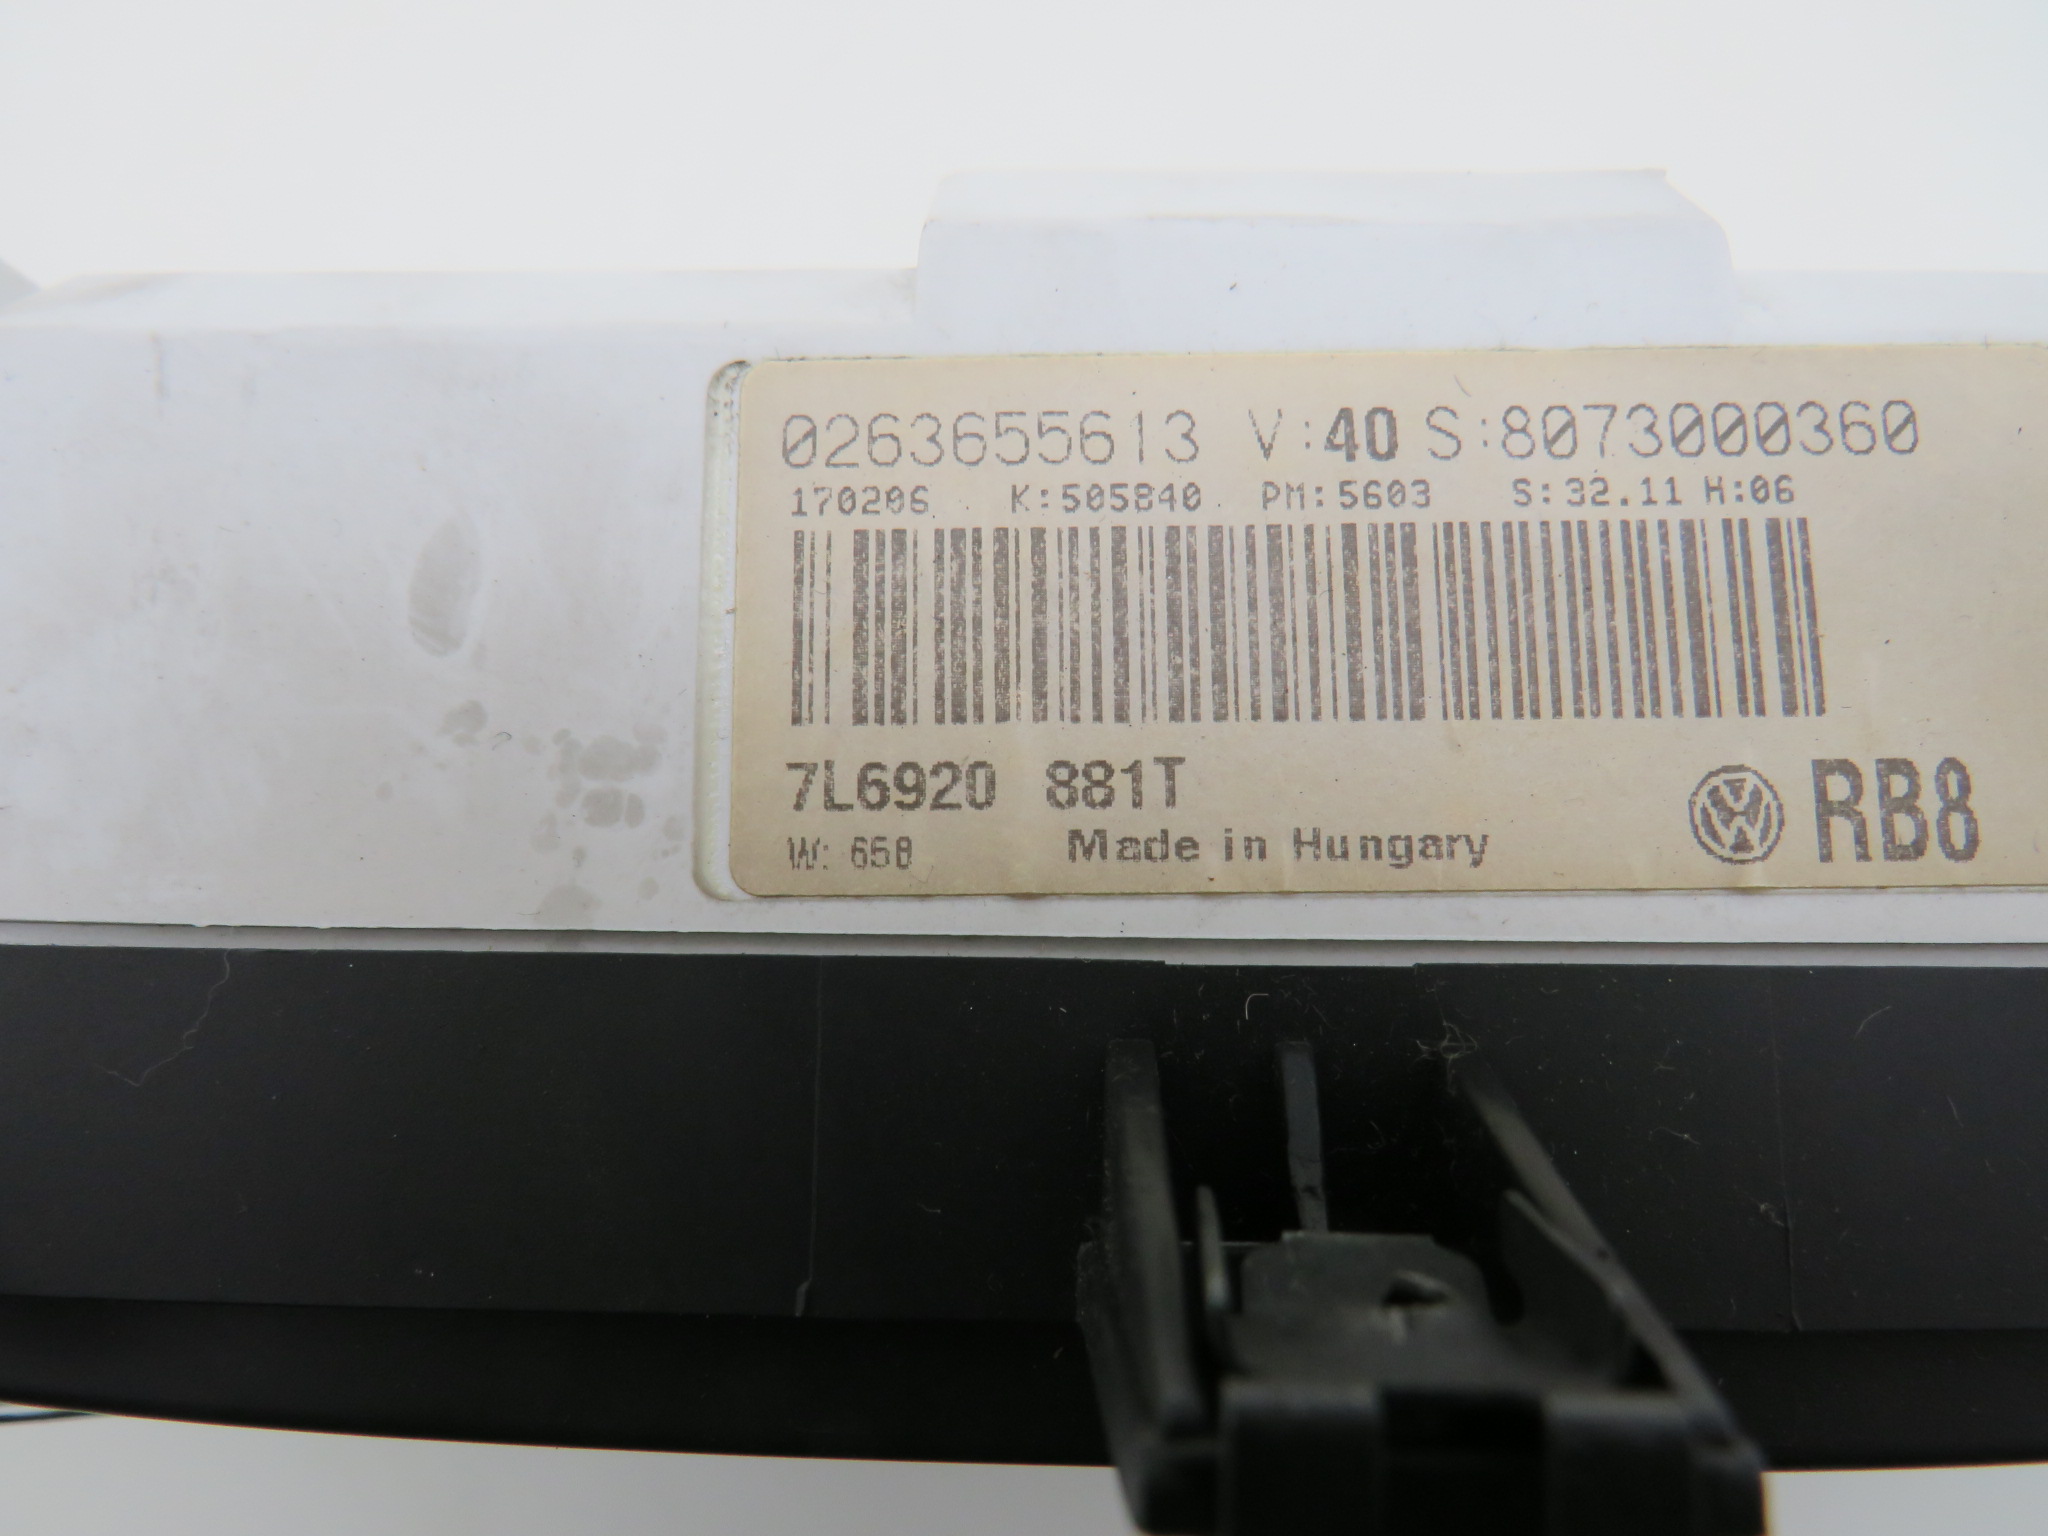 0263655613 V:40 S:8073000360
170206 K:505840 PM:5603 S:32.11 H:06
7L6920 881T
W: 658 Made in Hungary
RB8